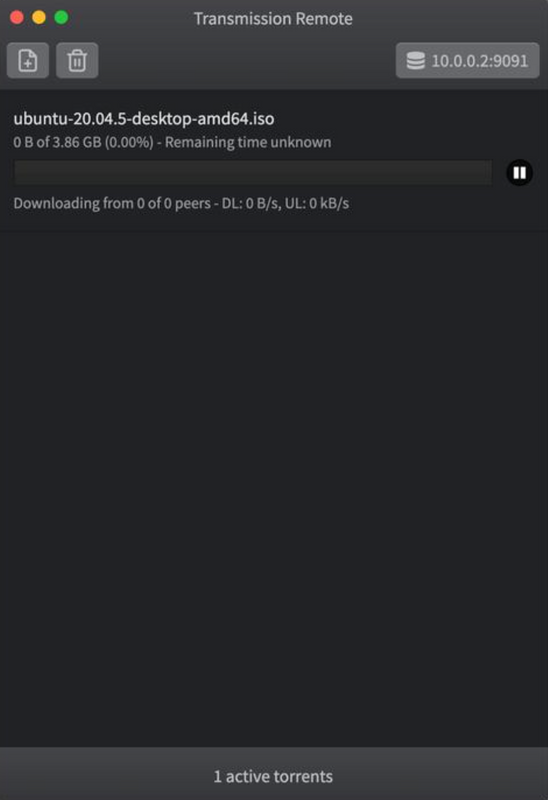 Transmission Remote
10.0.0.2:9091
ubuntu-20.04.5-desktop-amd64.iso
0 B of 3.86 GB (0.00%) - Remaining time unknown
Downloading from 0 of 0 peers - DL: 0 B/s, UL: 0 kB/s
1 active torrents